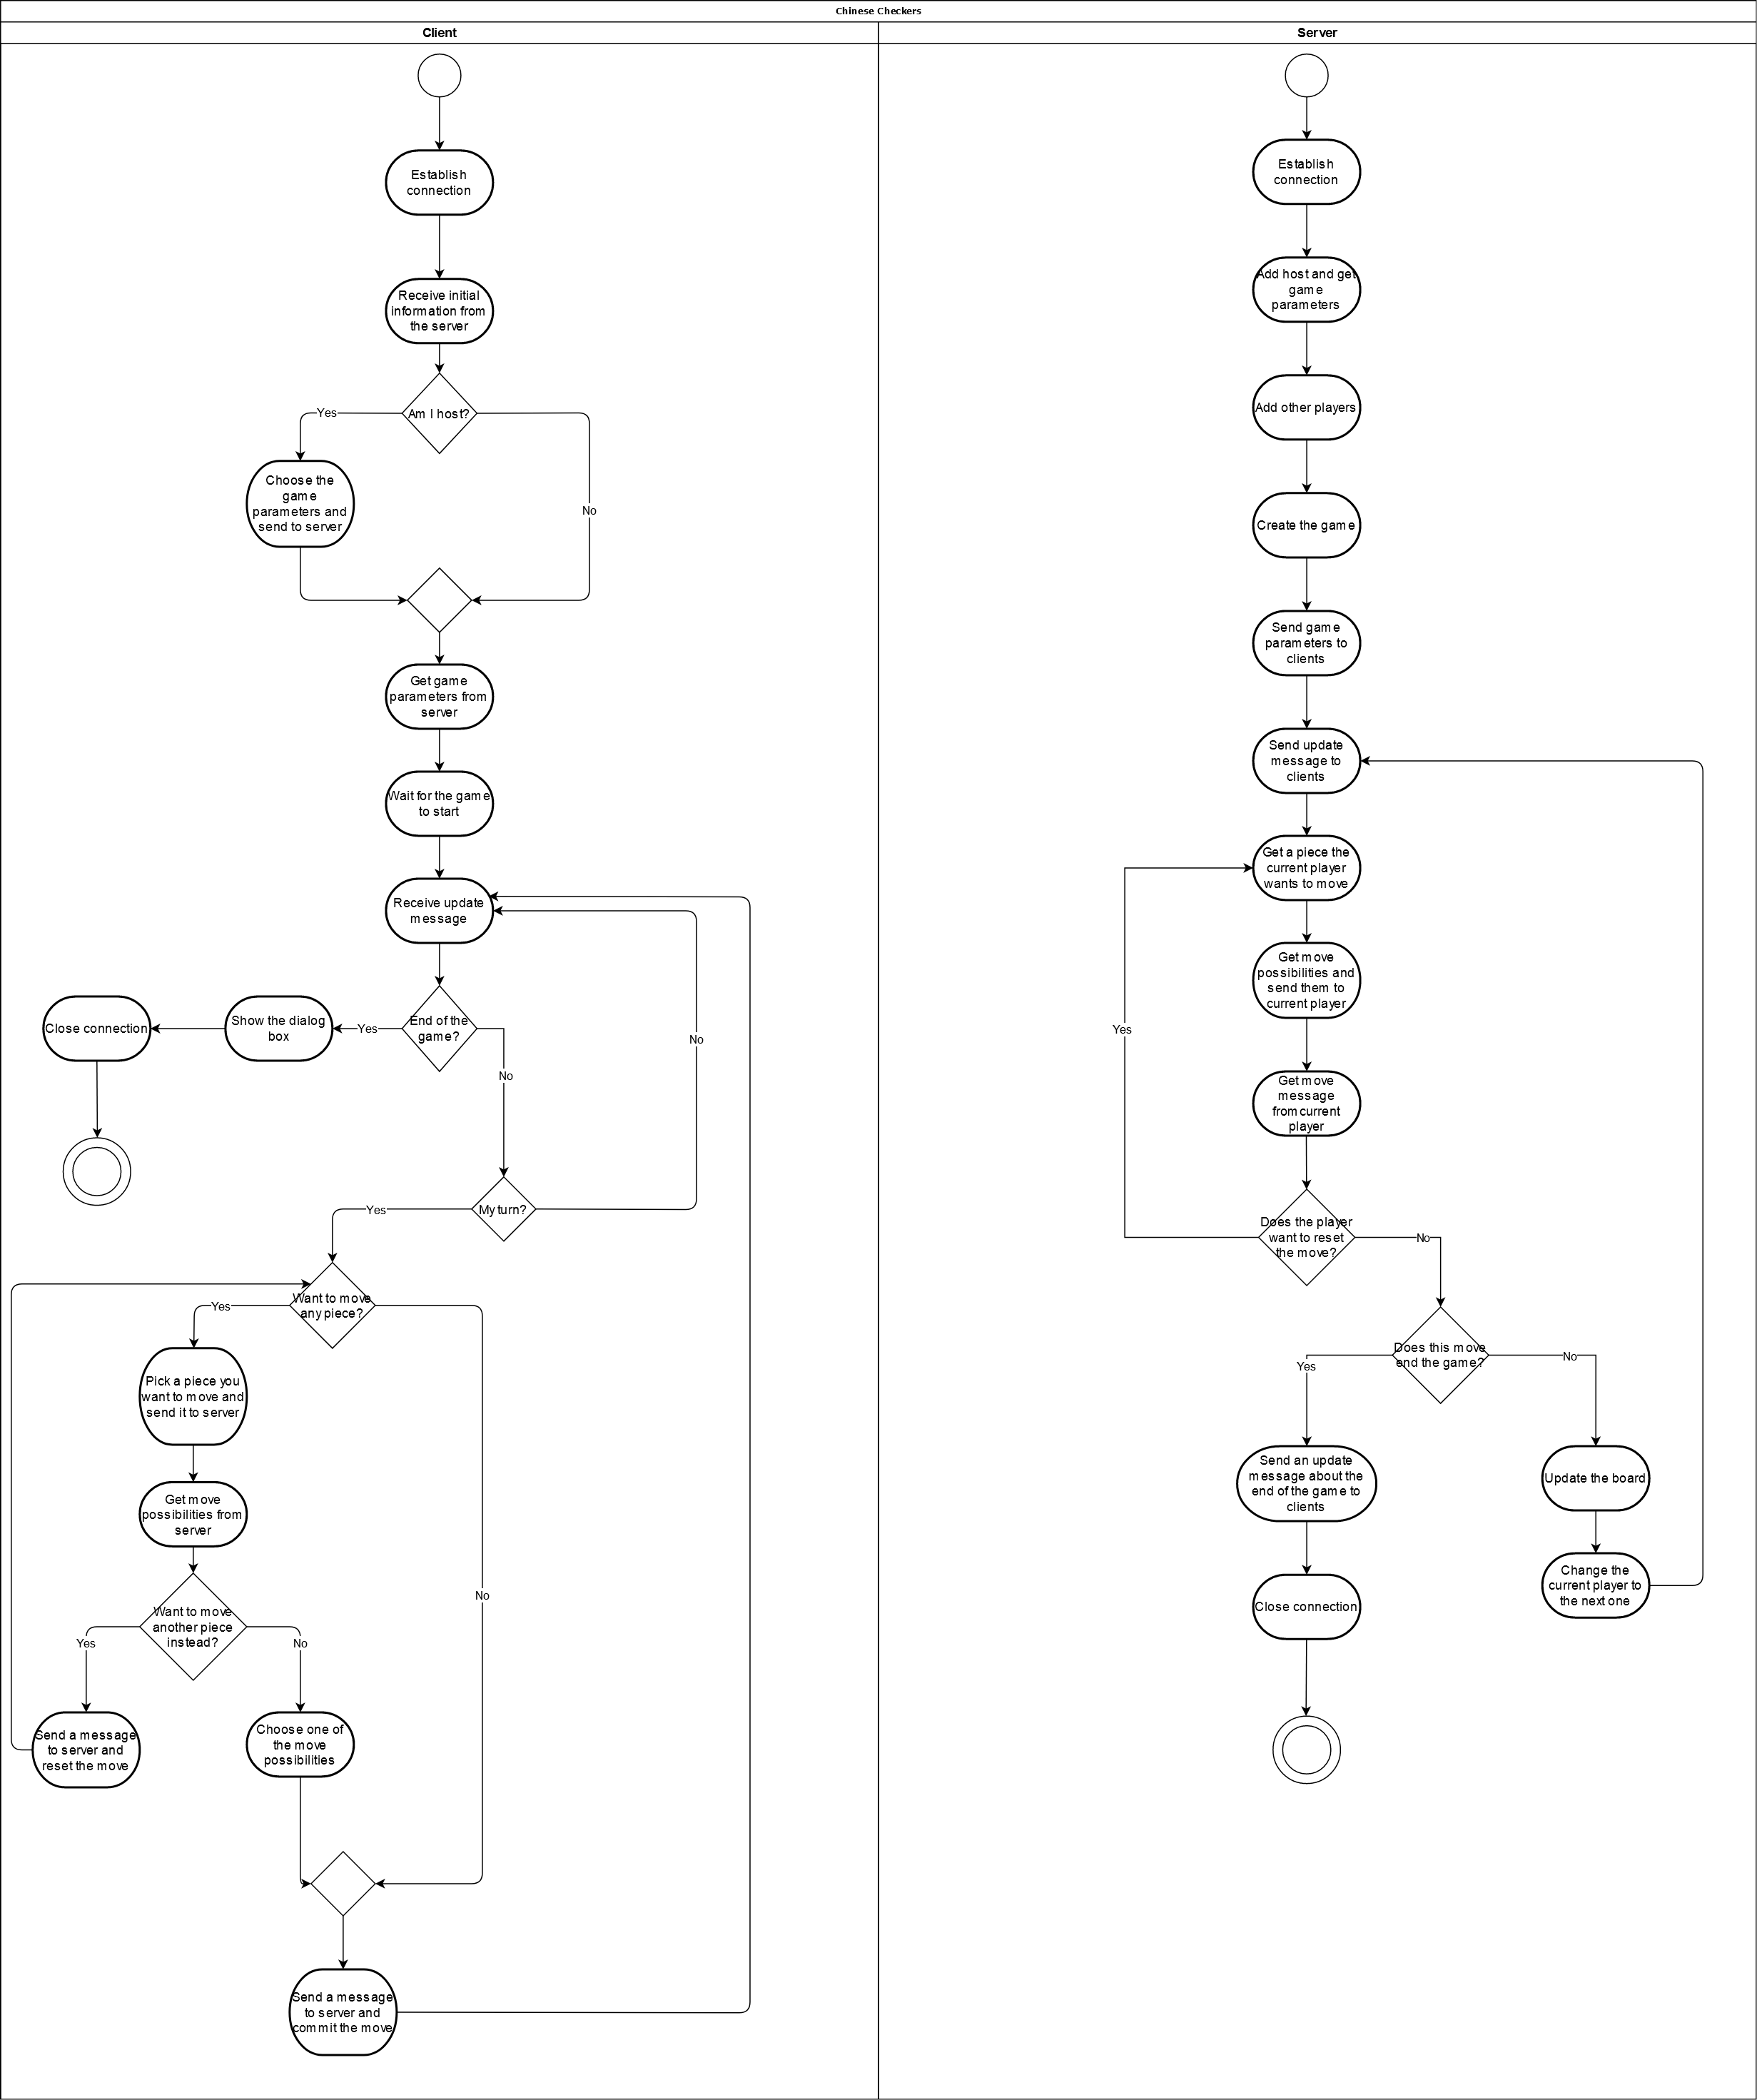 Chinese Checkers
Client
Establish
connection
Receive initial
information from
the server
Am I host?
Yes
No
Choose the
game
parameters and
send to server
Get game
parameters from
server
Wait for the game
to start
Receive update
message
End of the
game?
Yes
Show the dialog
box
Close connection
No
My turn?
No
Yes
Want to move
any piece?
Yes
No
Pick a piece you
want to move and
send it to server
Get move
possibilities from
server
Want to move
another piece
instead?
Yes
No
Send a message
to server and
reset the move
Choose one of
the move
possibilities
Send a message
to server and
commit the move
Server
Establish
connection
Add host and get
game
parameters
Add other players
Create the game
Send game
parameters to
clients
Send update
message to
clients
Get a piece the
current player
wants to move
Get move
possibilities and
send them to
current player
Get move
message
from current
player
Does the player
want to reset
the move?
Yes
No
Does this move
end the game?
Yes
No
Send an update
message about the
end of the game to
clients
Close connection
Update the board
Change the
current player to
the next one